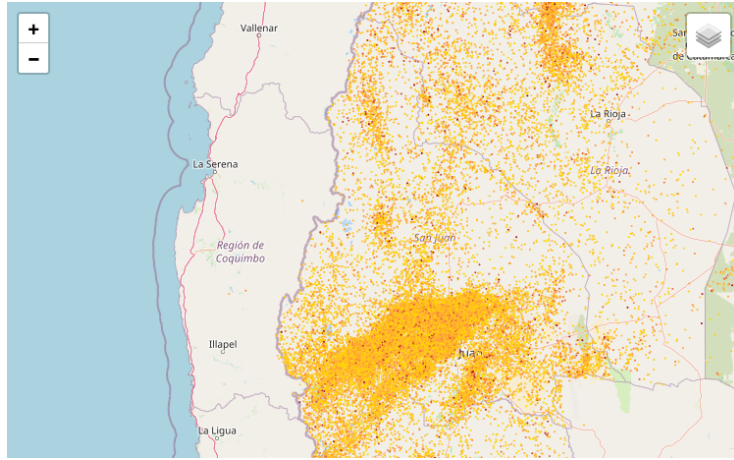 +
−
Vallenar
La Rioja
La Serena
La Rioja
San Juan
Región de
Coquimbo
Illapel
La Ligua